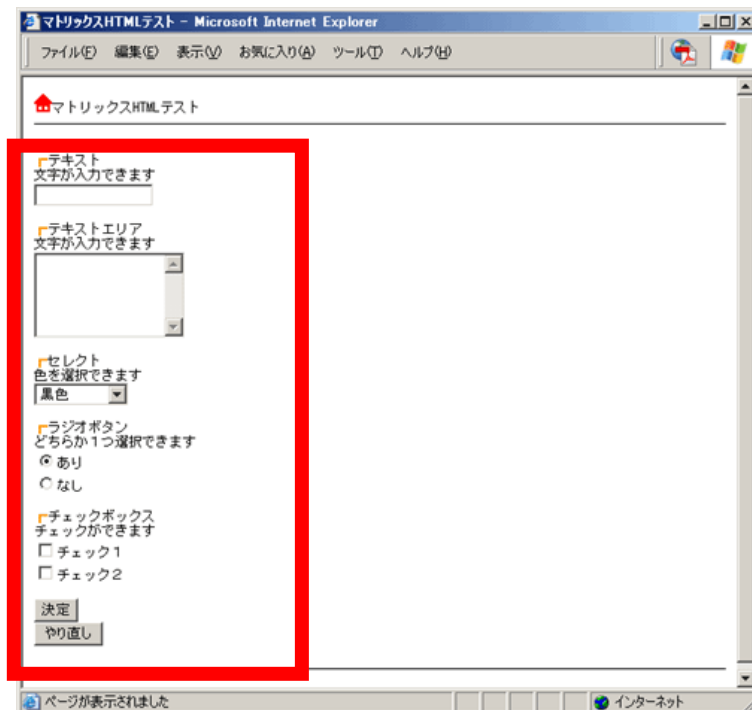 マトリックスHTMLテスト - Microsoft Internet Explorer
ファイル(F) 編集(E) 表示(V) お気に入り(A) ツール(T) ヘルプ(H)
マトリックスHTMLテスト
┏テキスト
文字が入力できます
┏テキストエリア
文字が入力できます
┏セレクト
色を選択できます
黒色
┏ラジオボタン
どちらか1つ選択できます
あり
なし
┏チェックボックス
チェックができます
チェック1
チェック2
決定
やり直し
ページが表示されました インターネット